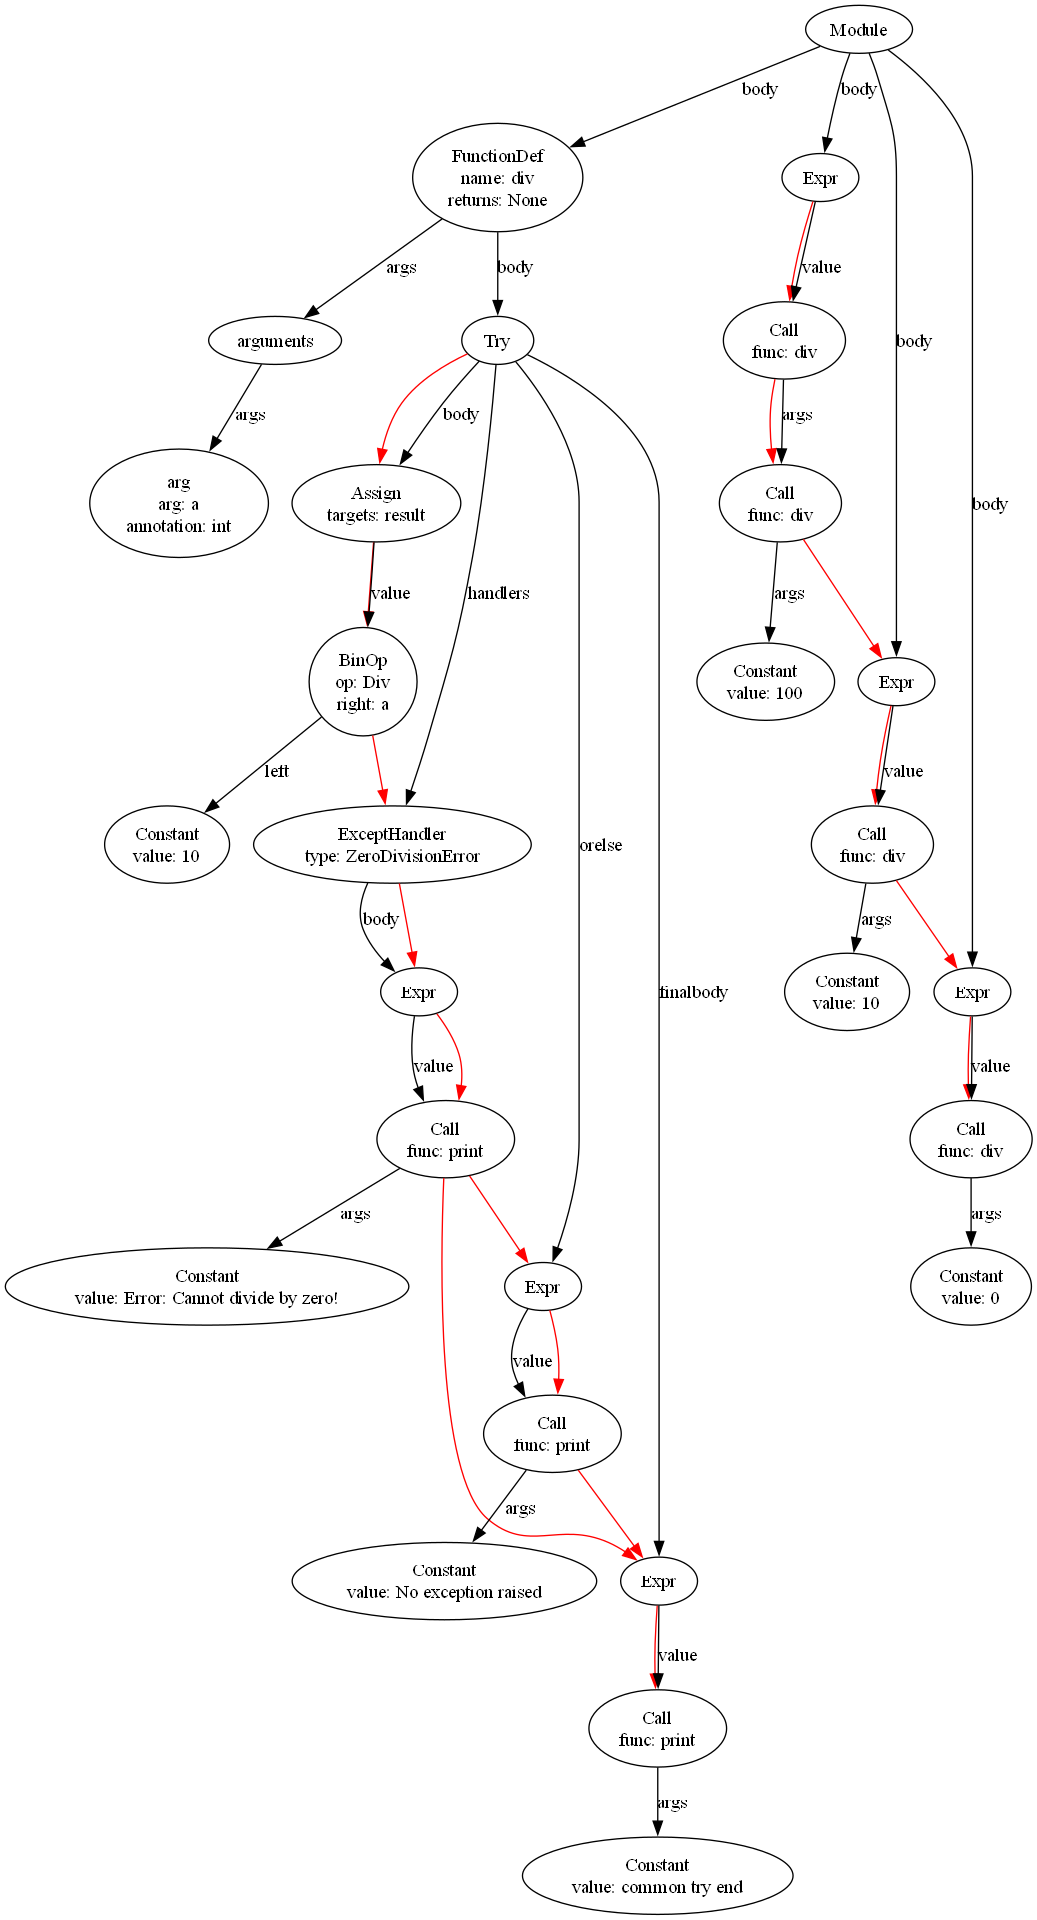 Module
body
body
FunctionDef
name: div
returns: None
Expr
args
body
value
body
arguments
Try
Call
func: div
args
body
args
arg
arg: a
annotation: int
Assign
targets: result
Call
func: div
body
value
handlers
args
BinOp
op: Div
right: a
Constant
value: 100
Expr
left
value
Constant
value: 10
ExceptHandler
type: ZeroDivisionError
orelse
Call
func: div
body
args
Expr
finalbody
Constant
value: 10
Expr
value
value
Call
func: print
Call
func: div
args
args
Constant
value: Error: Cannot divide by zero!
Expr
Constant
value: 0
value
Call
func: print
args
Constant
value: No exception raised
Expr
value
Call
func: print
args
Constant
value: common try end